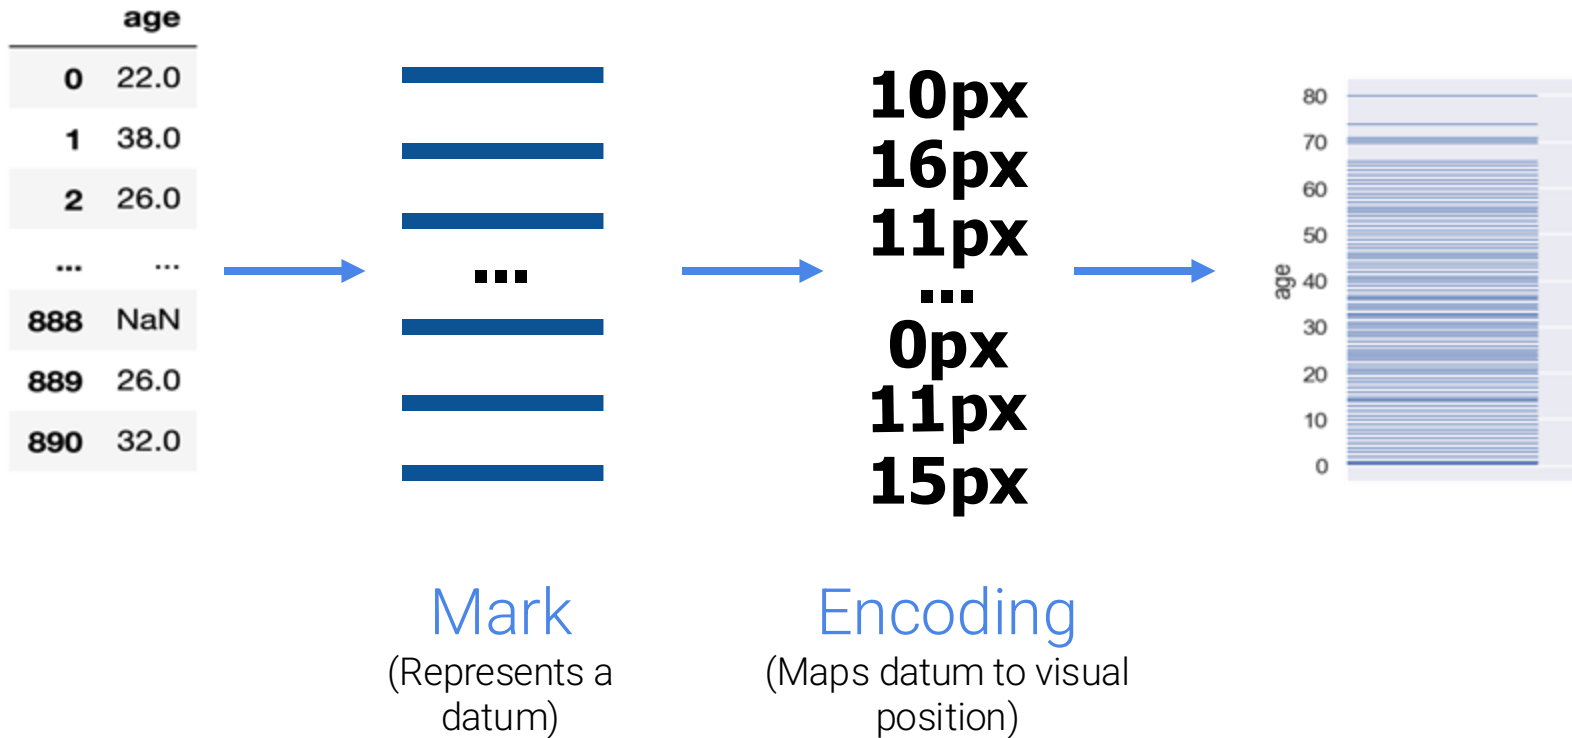 age
0 22.0
1 38.0
2 26.0
... ...
888 NaN
889 26.0
890 32.0
...
10px
16px
11px
...
0px
11px
15px
80
70
60
50
40
30
20
10
0
age
Mark
(Represents a
datum)
Encoding
(Maps datum to visual
position)